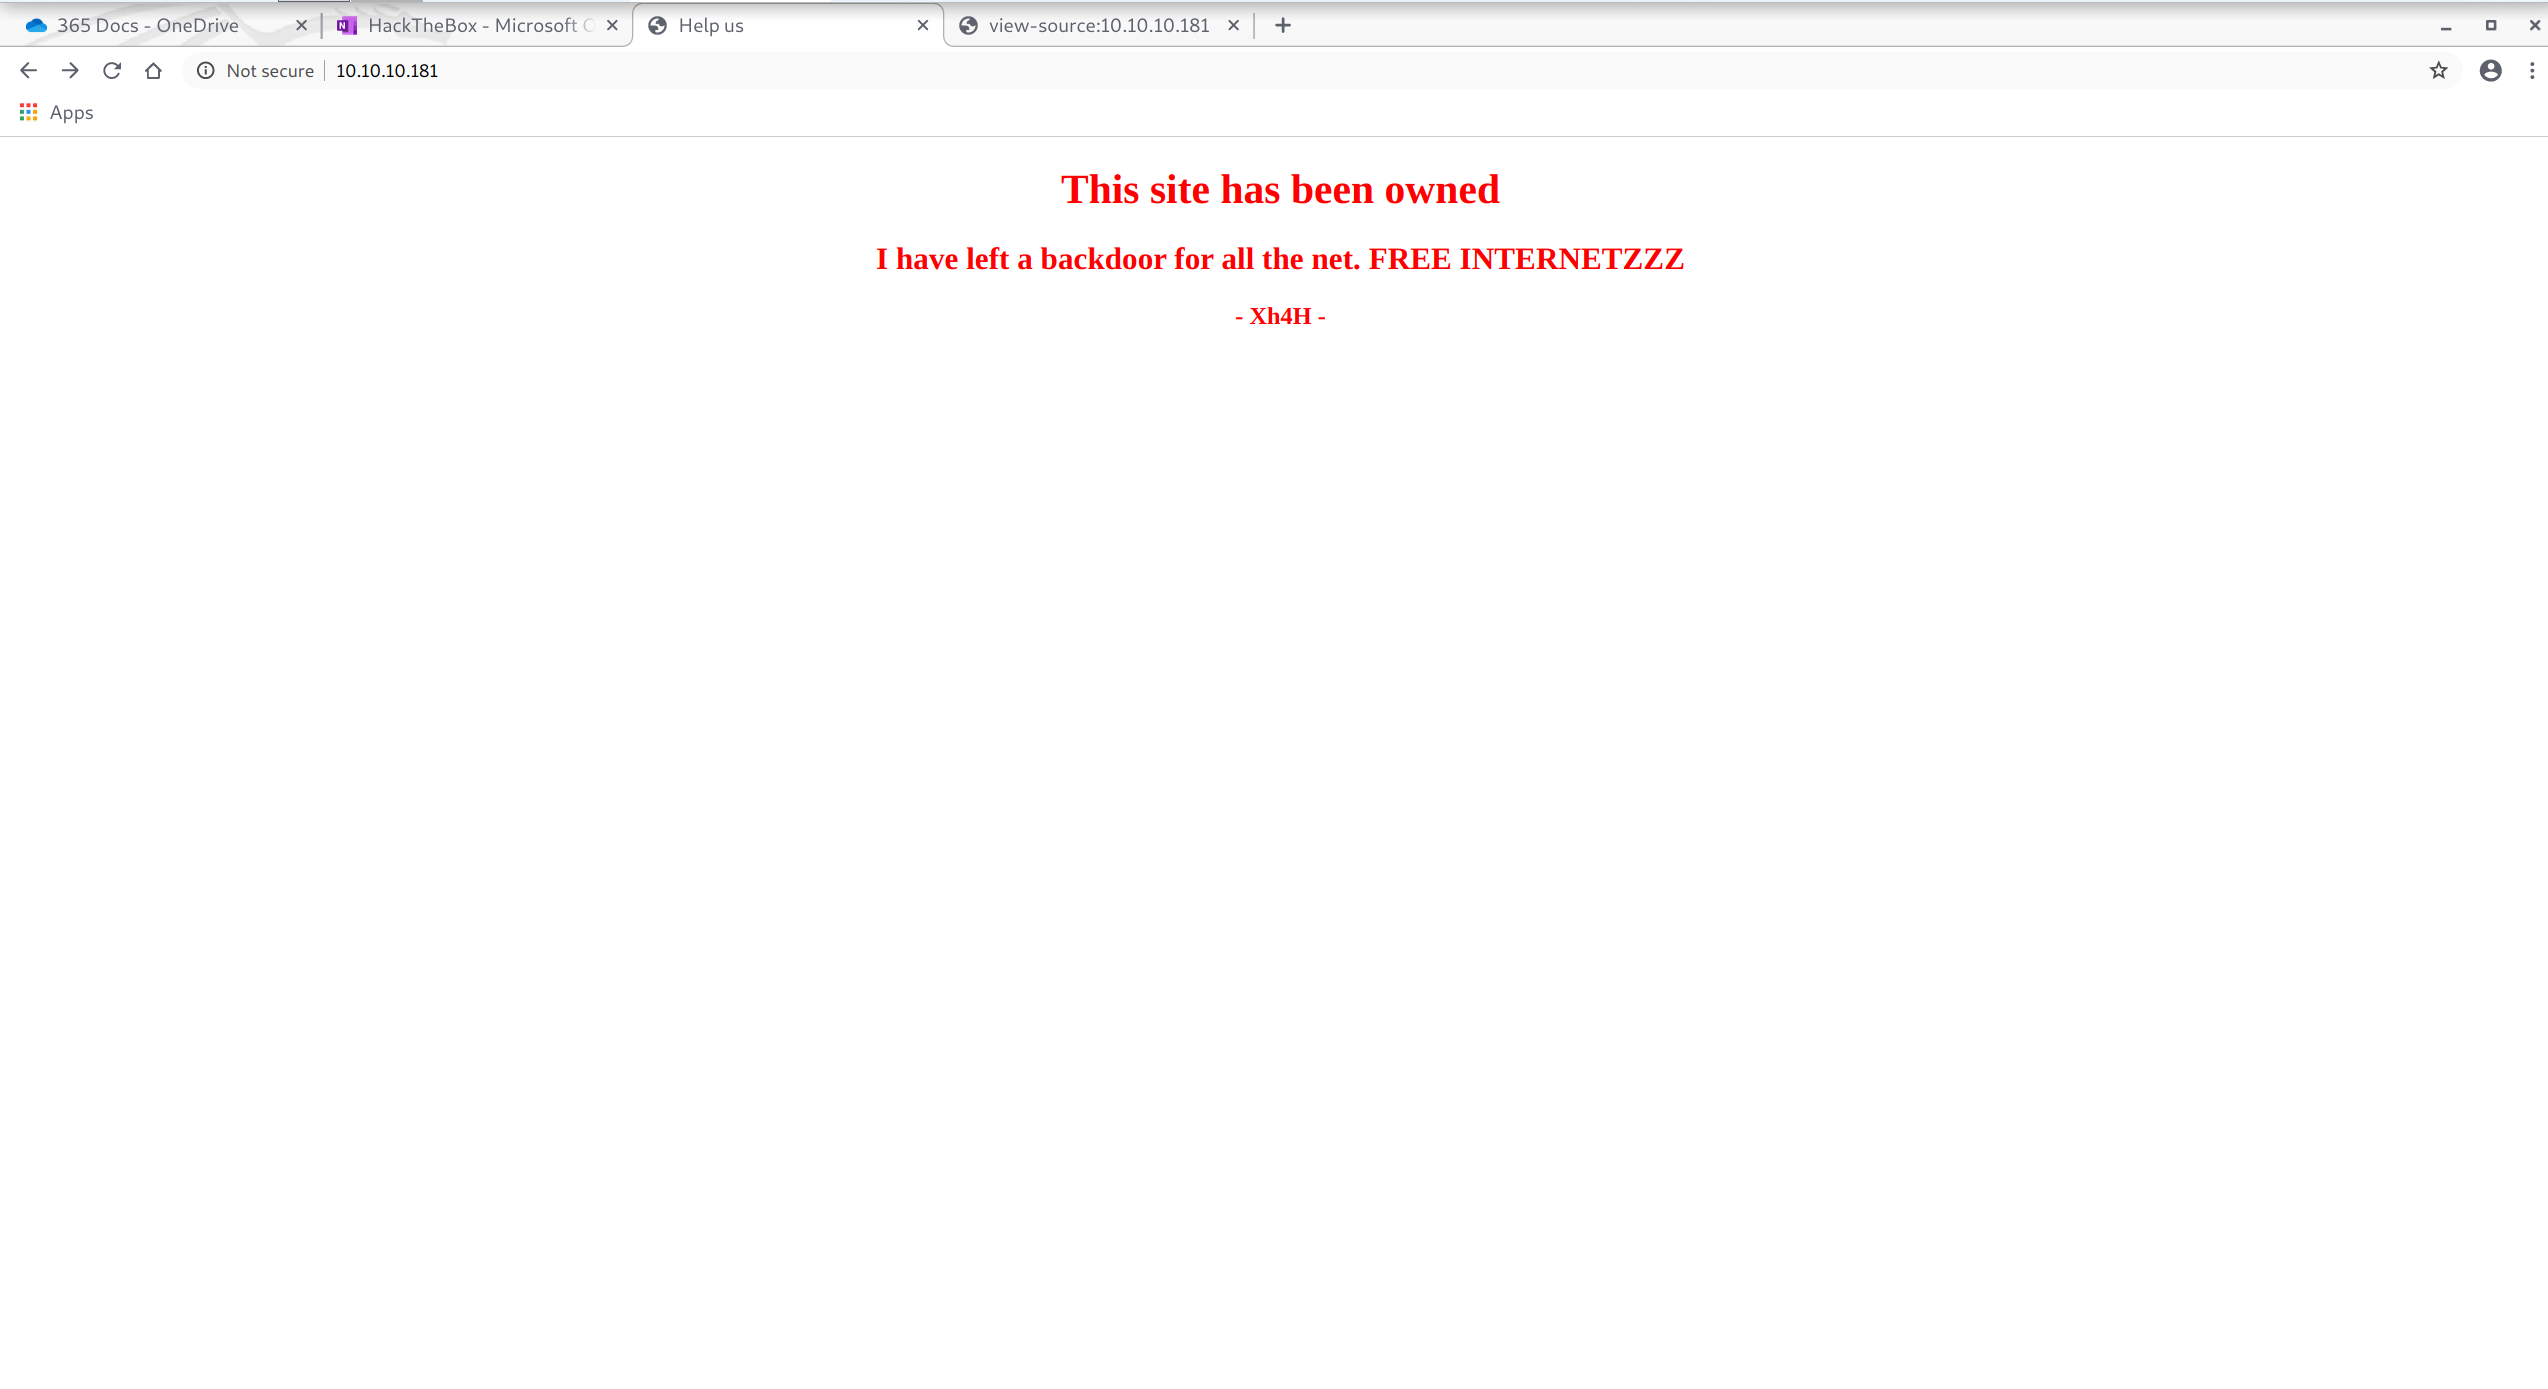 365 Docs - OneDrive
HackTheBox - Microsoft
Help us
view-source:10.10.10.181
Not secure
10.10.10.181
Apps
This site has been owned
I have left a backdoor for all the net. FREE INTERNETZZZ
- Xh4H -